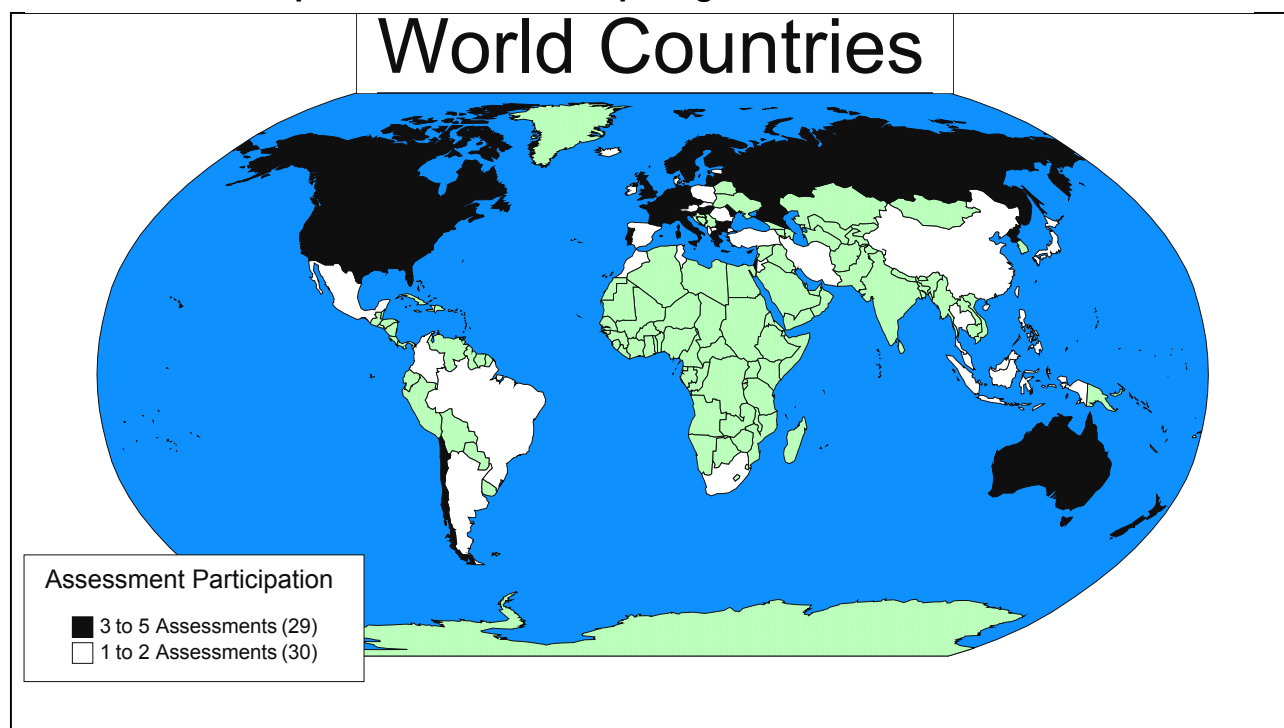 World Countries
Assessment Participation
3 to 5 Assessments (29)
1 to 2 Assessments (30)